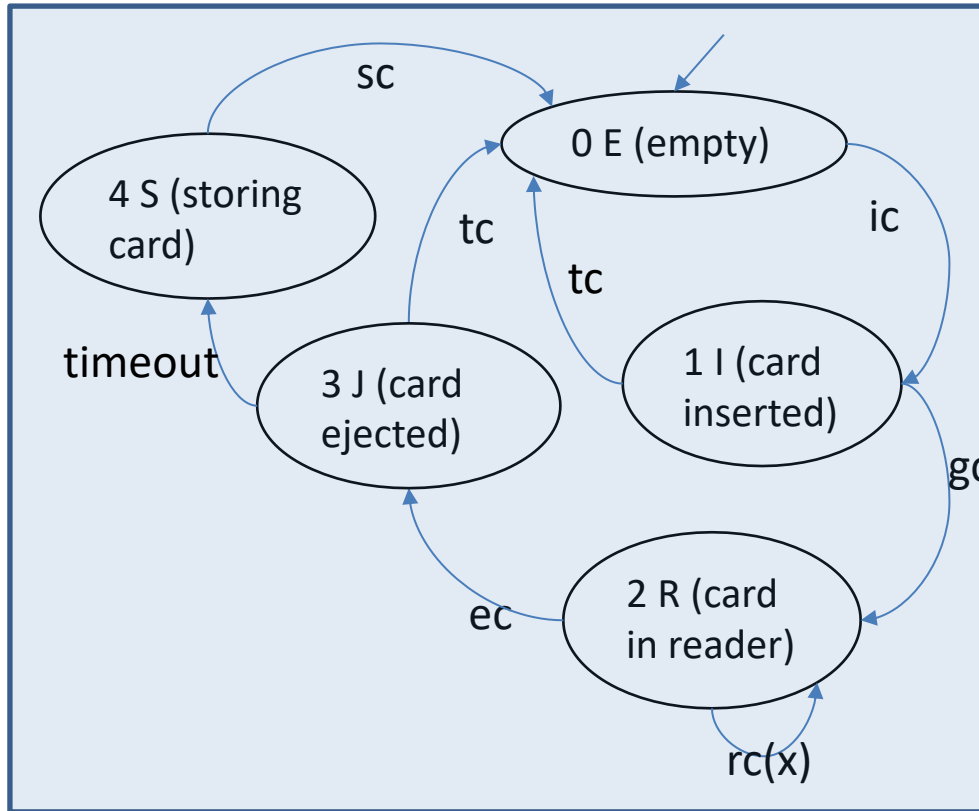 sc
0 E (empty)
4 S (storing
card)
tc
ic
tc
timeout
3 J (card
ejected)
1 I (card
inserted)
2 R (card
in reader)
ec
rc(x)